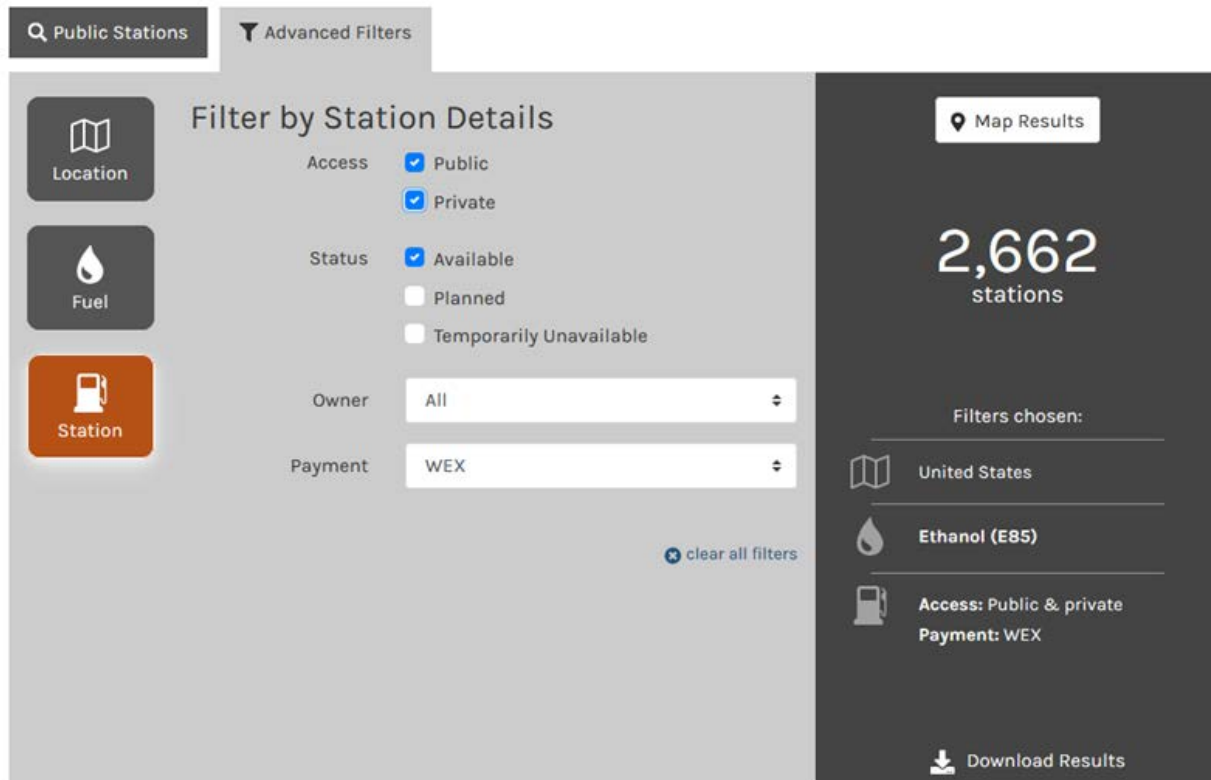 Public Stations
Advanced Filters
Location
Fuel
Station
Filter by Station Details
Access
Public
Private
Status
Available
Planned
Temporarily Unavailable
Owner
All
Payment
WEX
clear all filters
Map Results
2,662
stations
Filters chosen:
United States
Ethanol (E85)
Access: Public & private
Payment: WEX
Download Results